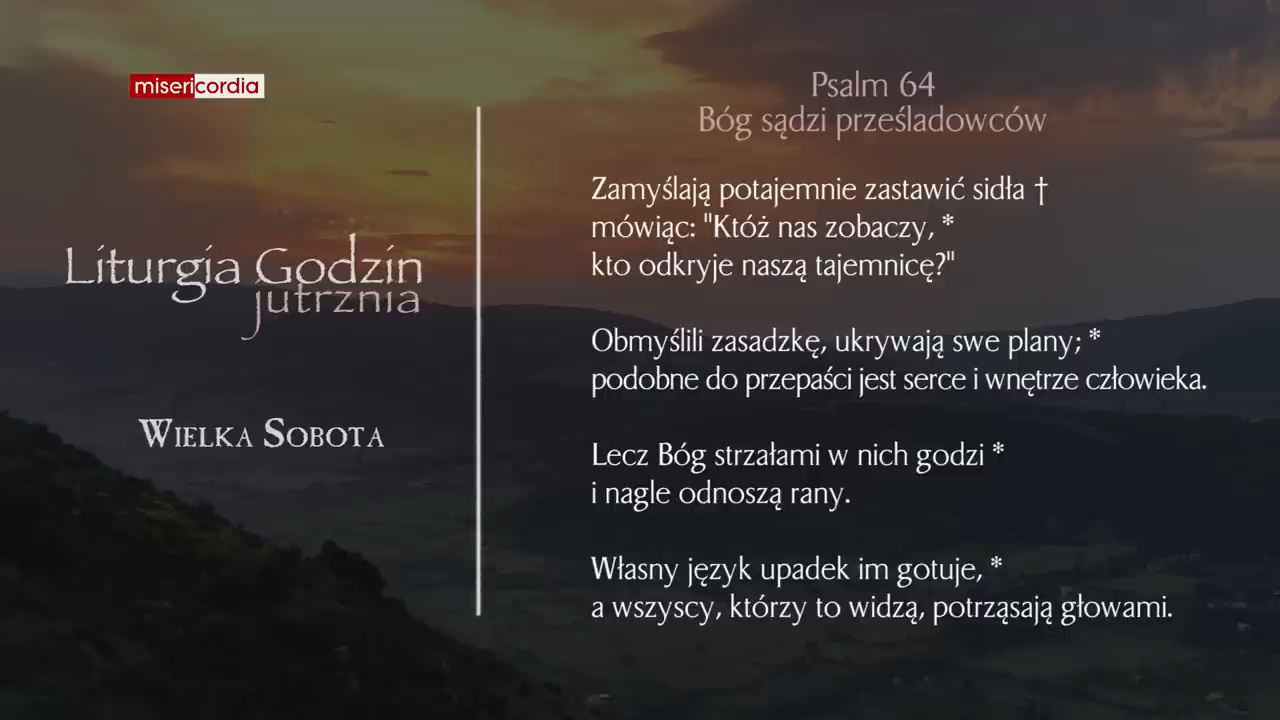 misericordia
Liturgia Godzin
jutrznia
Wielka Sobota
Psalm 64
Bóg sądzi prześladowców
Zamyślają potajemnie zastawić sidła †
mówiąc: "Któż nas zobaczy, *
kto odkryje naszą tajemnicę?"
Obmyślili zasadzkę, ukrywają swe plany; *
podobne do przepaści jest serce i wnętrze człowieka.
Lecz Bóg strzałami w nich godzi *
i nagle odnoszą rany.
Własny język upadek im gotuje, *
a wszyscy, którzy to widzą, potrząsają głowami.